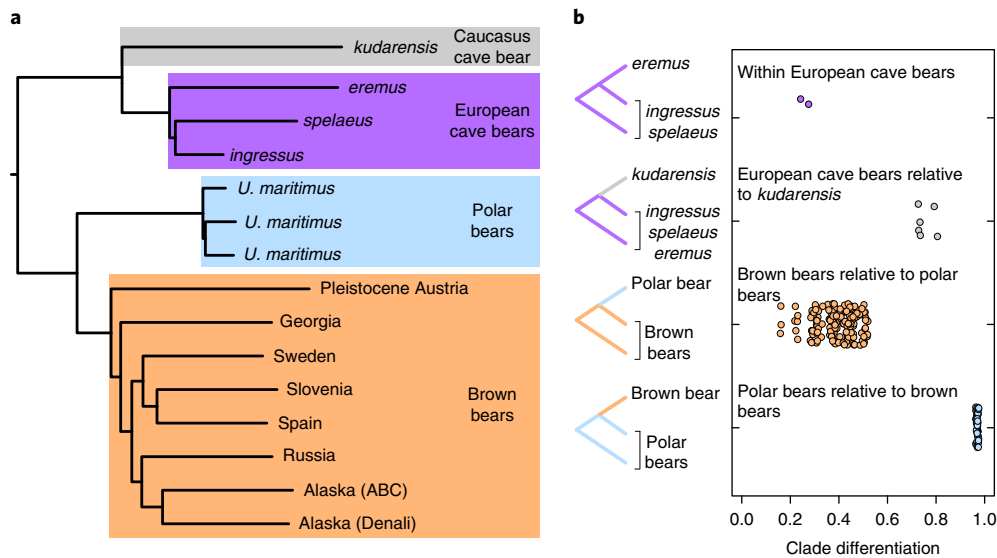 a
kudarensis
Caucasus
cave bear
eremus
spelaeus
ingressus
European
cave bears
U. maritimus
U. maritimus
U. maritimus
Polar
bears
Pleistocene Austria
Georgia
Sweden
Slovenia
Spain
Russia
Alaska (ABC)
Alaska (Denali)
Brown
bears
b
eremus
ingressus
spelaeus
Within European cave bears
kudarensis
ingressus
spelaeus
eremus
European cave bears relative
to kudarensis
Polar bear
Brown
bears
Brown bears relative to polar
bears
Brown bear
Polar
bears
Polar bears relative to brown
bears
0.0 0.2 0.4 0.6 0.8 1.0
Clade differentiation